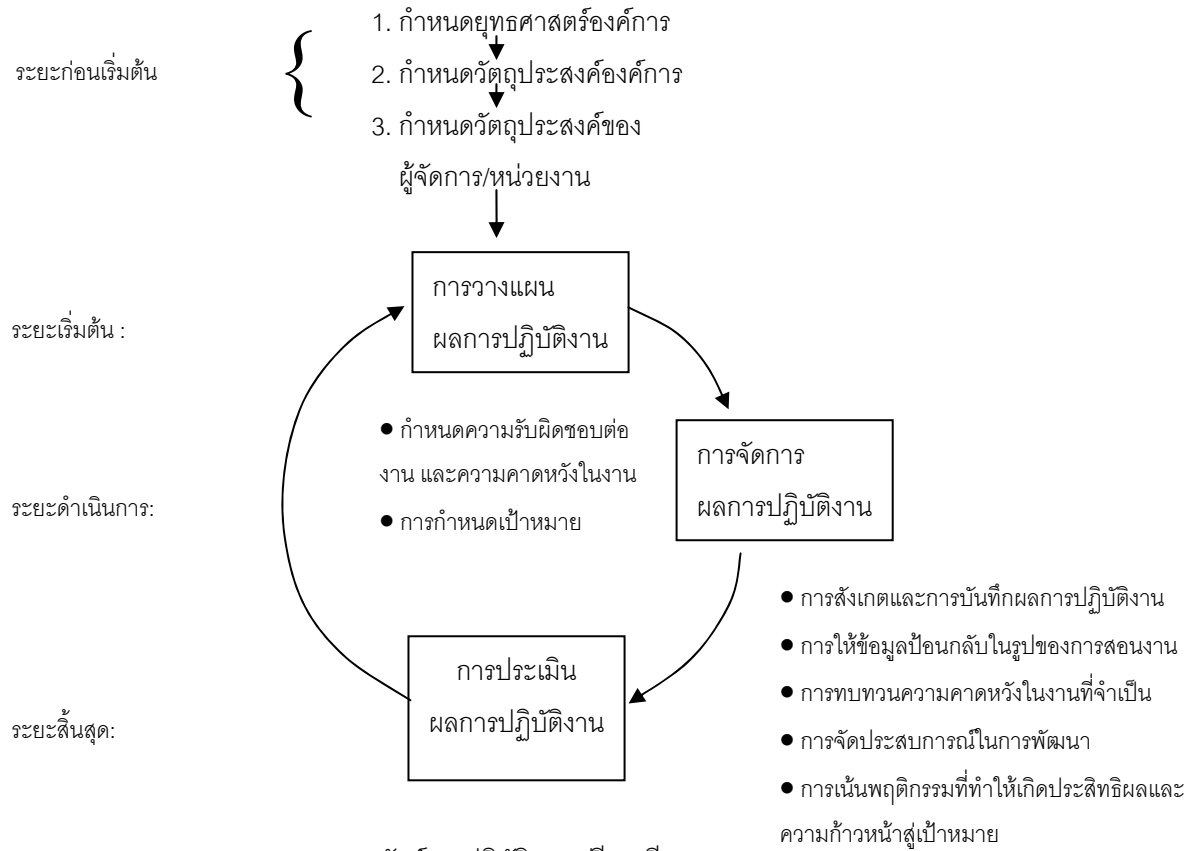 1. กำหนดยุทธศาสตร์องค์การ
ระยะก่อนเริ่มต้น
2. กำหนดวัตถุประสงค์องค์การ
3. กำหนดวัตถุประสงค์ของ
ผู้จัดการ/หน่วยงาน
การวางแผน
ผลการปฏิบัติงาน
ระยะเริ่มต้น :
● กำหนดความรับผิดชอบต่อ
งาน และความคาดหวังในงาน
● การกำหนดเป้าหมาย
การจัดการ
ผลการปฏิบัติงาน
ระยะดำเนินการ:
● การสังเกตและการบันทึกผลการปฏิบัติงาน
● การให้ข้อมูลป้อนกลับในรูปของการสอนงาน
● การทบทวนความคาดหวังในงานที่จำเป็น
● การจัดประสบการณ์ในการพัฒนา
● การเน้นพฤติกรรมที่ทำให้เกิดประสิทธิผลและ
ความก้าวหน้าสู่เป้าหมาย
การประเมิน
ผลการปฏิบัติงาน
ระยะสิ้นสุด: